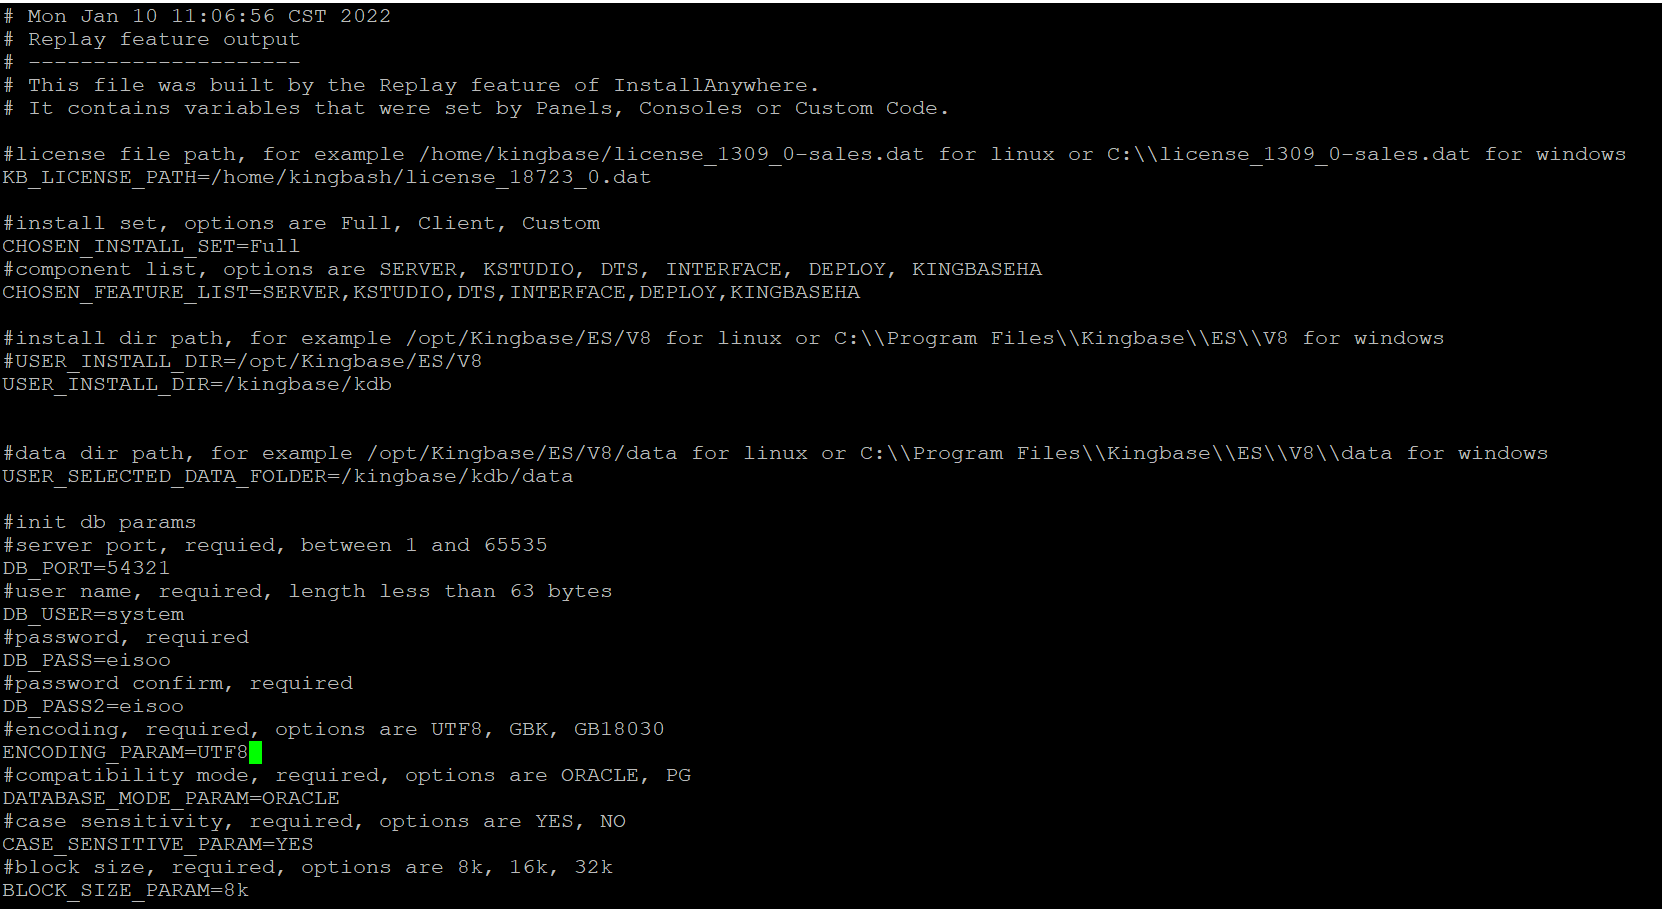 # Mon Jan 10 11:06:56 CST 2022
# Replay feature output
# ---------------------
# This file was built by the Replay feature of InstallAnywhere.
# It contains variables that were set by Panels, Consoles or Custom Code.
#license file path, for example /home/kingbase/license_1309_0-sales.dat for linux or C:\\license_1309_0-sales.dat for windows
KB_LICENSE_PATH=/home/kingbash/license_18723_0.dat
#install set, options are Full, Client, Custom
CHOSEN_INSTALL_SET=Full
#component list, options are SERVER, KSTUDIO, DTS, INTERFACE, DEPLOY, KINGBASEHA
CHOSEN_FEATURE_LIST=SERVER,KSTUDIO,DTS,INTERFACE,DEPLOY,KINGBASEHA
#install dir path, for example /opt/Kingbase/ES/V8 for linux or C:\\Program Files\\Kingbase\\ES\\V8 for windows
#USER_INSTALL_DIR=/opt/Kingbase/ES/V8
USER_INSTALL_DIR=/kingbase/kdb
#data dir path, for example /opt/Kingbase/ES/V8/data for linux or C:\\Program Files\\Kingbase\\ES\\V8\\data for windows
USER_SELECTED_DATA_FOLDER=/kingbase/kdb/data
#init db params
#server port, requied, between 1 and 65535
DB_PORT=54321
#user name, required, length less than 63 bytes
DB_USER=system
#password, required
DB_PASS=eisoo
#password confirm, required
DB_PASS2=eisoo
#encoding, required, options are UTF8, GBK, GB18030
ENCODING_PARAM=UTF8
#compatibility mode, required, options are ORACLE, PG
DATABASE_MODE_PARAM=ORACLE
#case sensitivity, required, options are YES, NO
CASE_SENSITIVE_PARAM=YES
#block size, required, options are 8k, 16k, 32k
BLOCK_SIZE_PARAM=8k